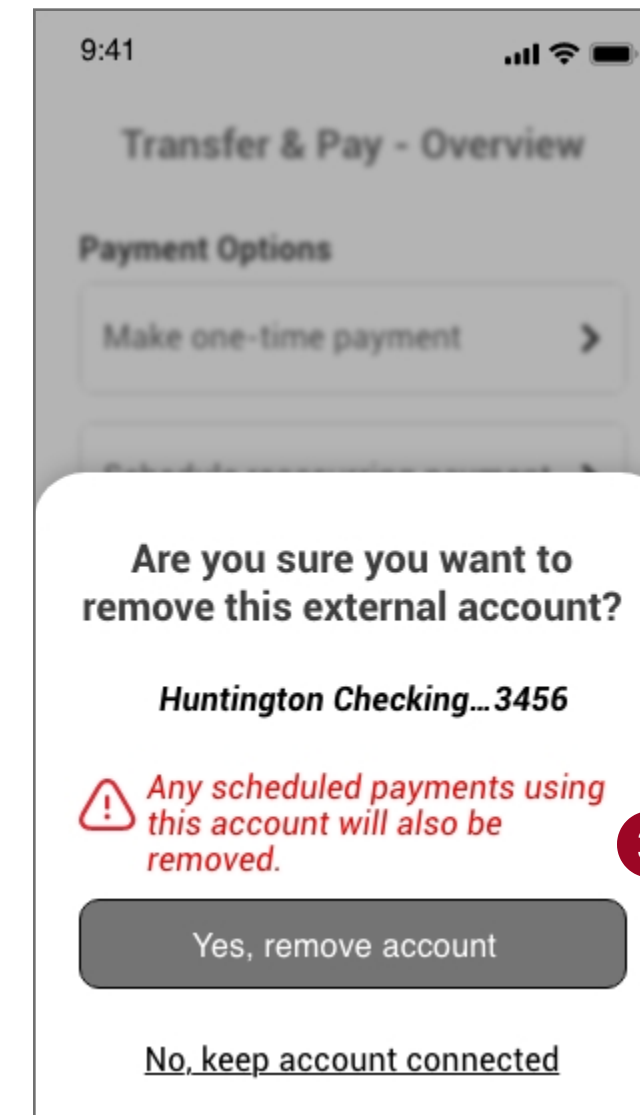 9:41
Transfer & Pay - Overview
Payment Options
Make one-time payment
Are you sure you want to
remove this external account?
Huntington Checking...3456
Any scheduled payments using
this account will also be
removed.
Yes, remove account
No, keep account connected